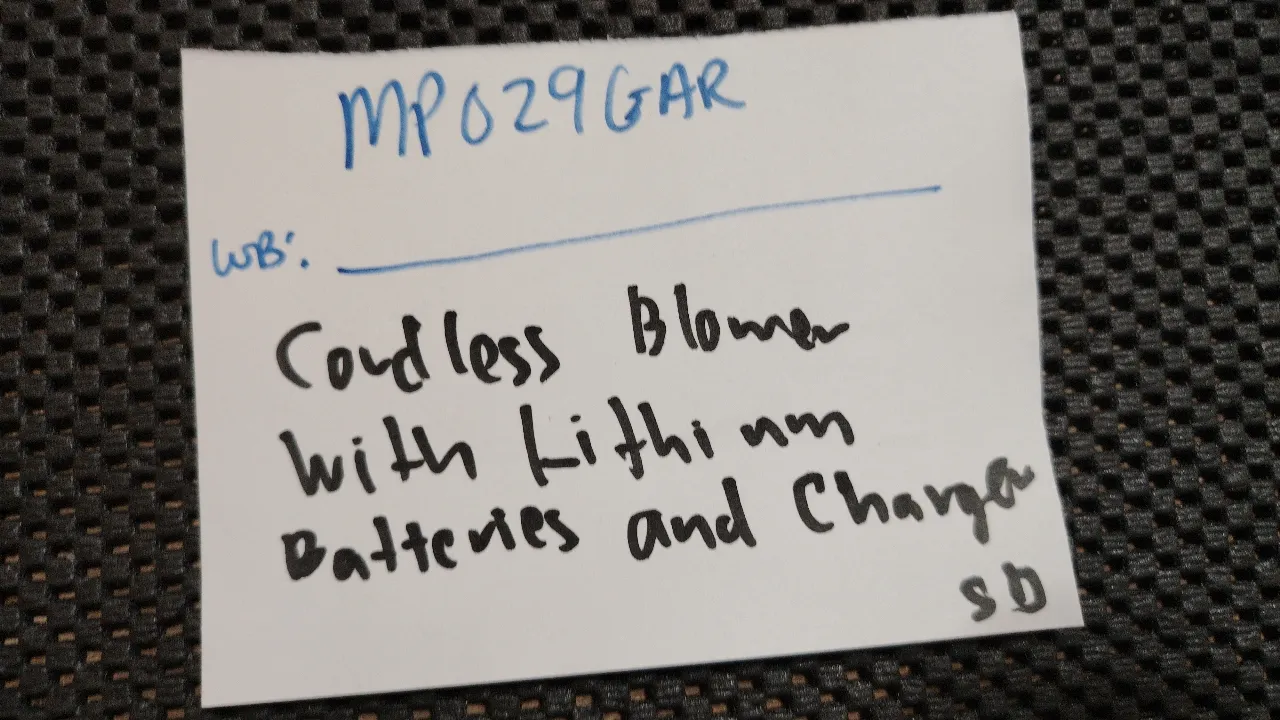 MP029GAR
WB:
Cordless Blower
With Lithium
Batteries and Charger
SD